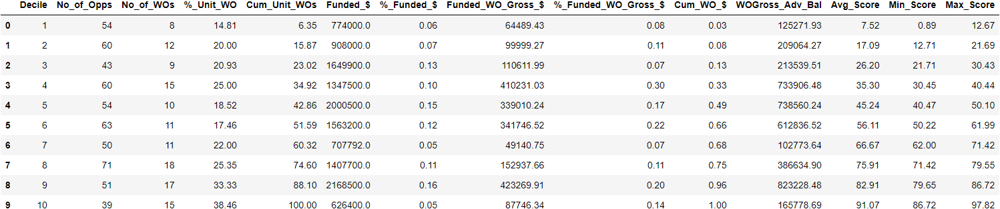 Decile No_of_Opps No_of_WOs %_Unit_WO Cum_Unit_WOs Funded_$ %_Funded_$ Funded_WO_Gross_$ %_Funded_WO_Gross_$ Cum_WO_$ WOGross_Adv_Bal Avg_Score Min_Score Max_Score
0 1 54 8 14.81 6.35 774000.0 0.06 64489.43 0.08 0.03 125271.93 7.52 0.89 12.67
1 2 60 12 20.00 15.87 908000.0 0.07 99999.27 0.11 0.08 209064.27 17.09 12.71 21.69
2 3 43 9 20.93 23.02 1649900.0 0.13 110611.99 0.07 0.13 213539.51 26.20 21.71 30.43
3 4 60 15 25.00 34.92 1347500.0 0.10 410231.03 0.30 0.33 733906.48 35.30 30.45 40.44
4 5 54 10 18.52 42.86 2000500.0 0.15 339010.24 0.17 0.49 738560.24 45.24 40.47 50.10
5 6 63 11 17.46 51.59 1563200.0 0.12 341746.52 0.22 0.66 612836.52 56.11 50.22 61.99
6 7 50 11 22.00 60.32 707792.0 0.05 49140.75 0.07 0.68 102773.64 66.67 62.00 71.42
7 8 71 18 25.35 74.60 1407700.0 0.11 152937.66 0.11 0.75 386634.90 75.91 71.42 79.55
8 9 51 17 33.33 88.10 2168500.0 0.16 423269.91 0.20 0.96 823228.48 82.91 79.65 86.72
9 10 39 15 38.46 100.00 626400.0 0.05 87746.34 0.14 1.00 165778.69 91.07 86.72 97.82